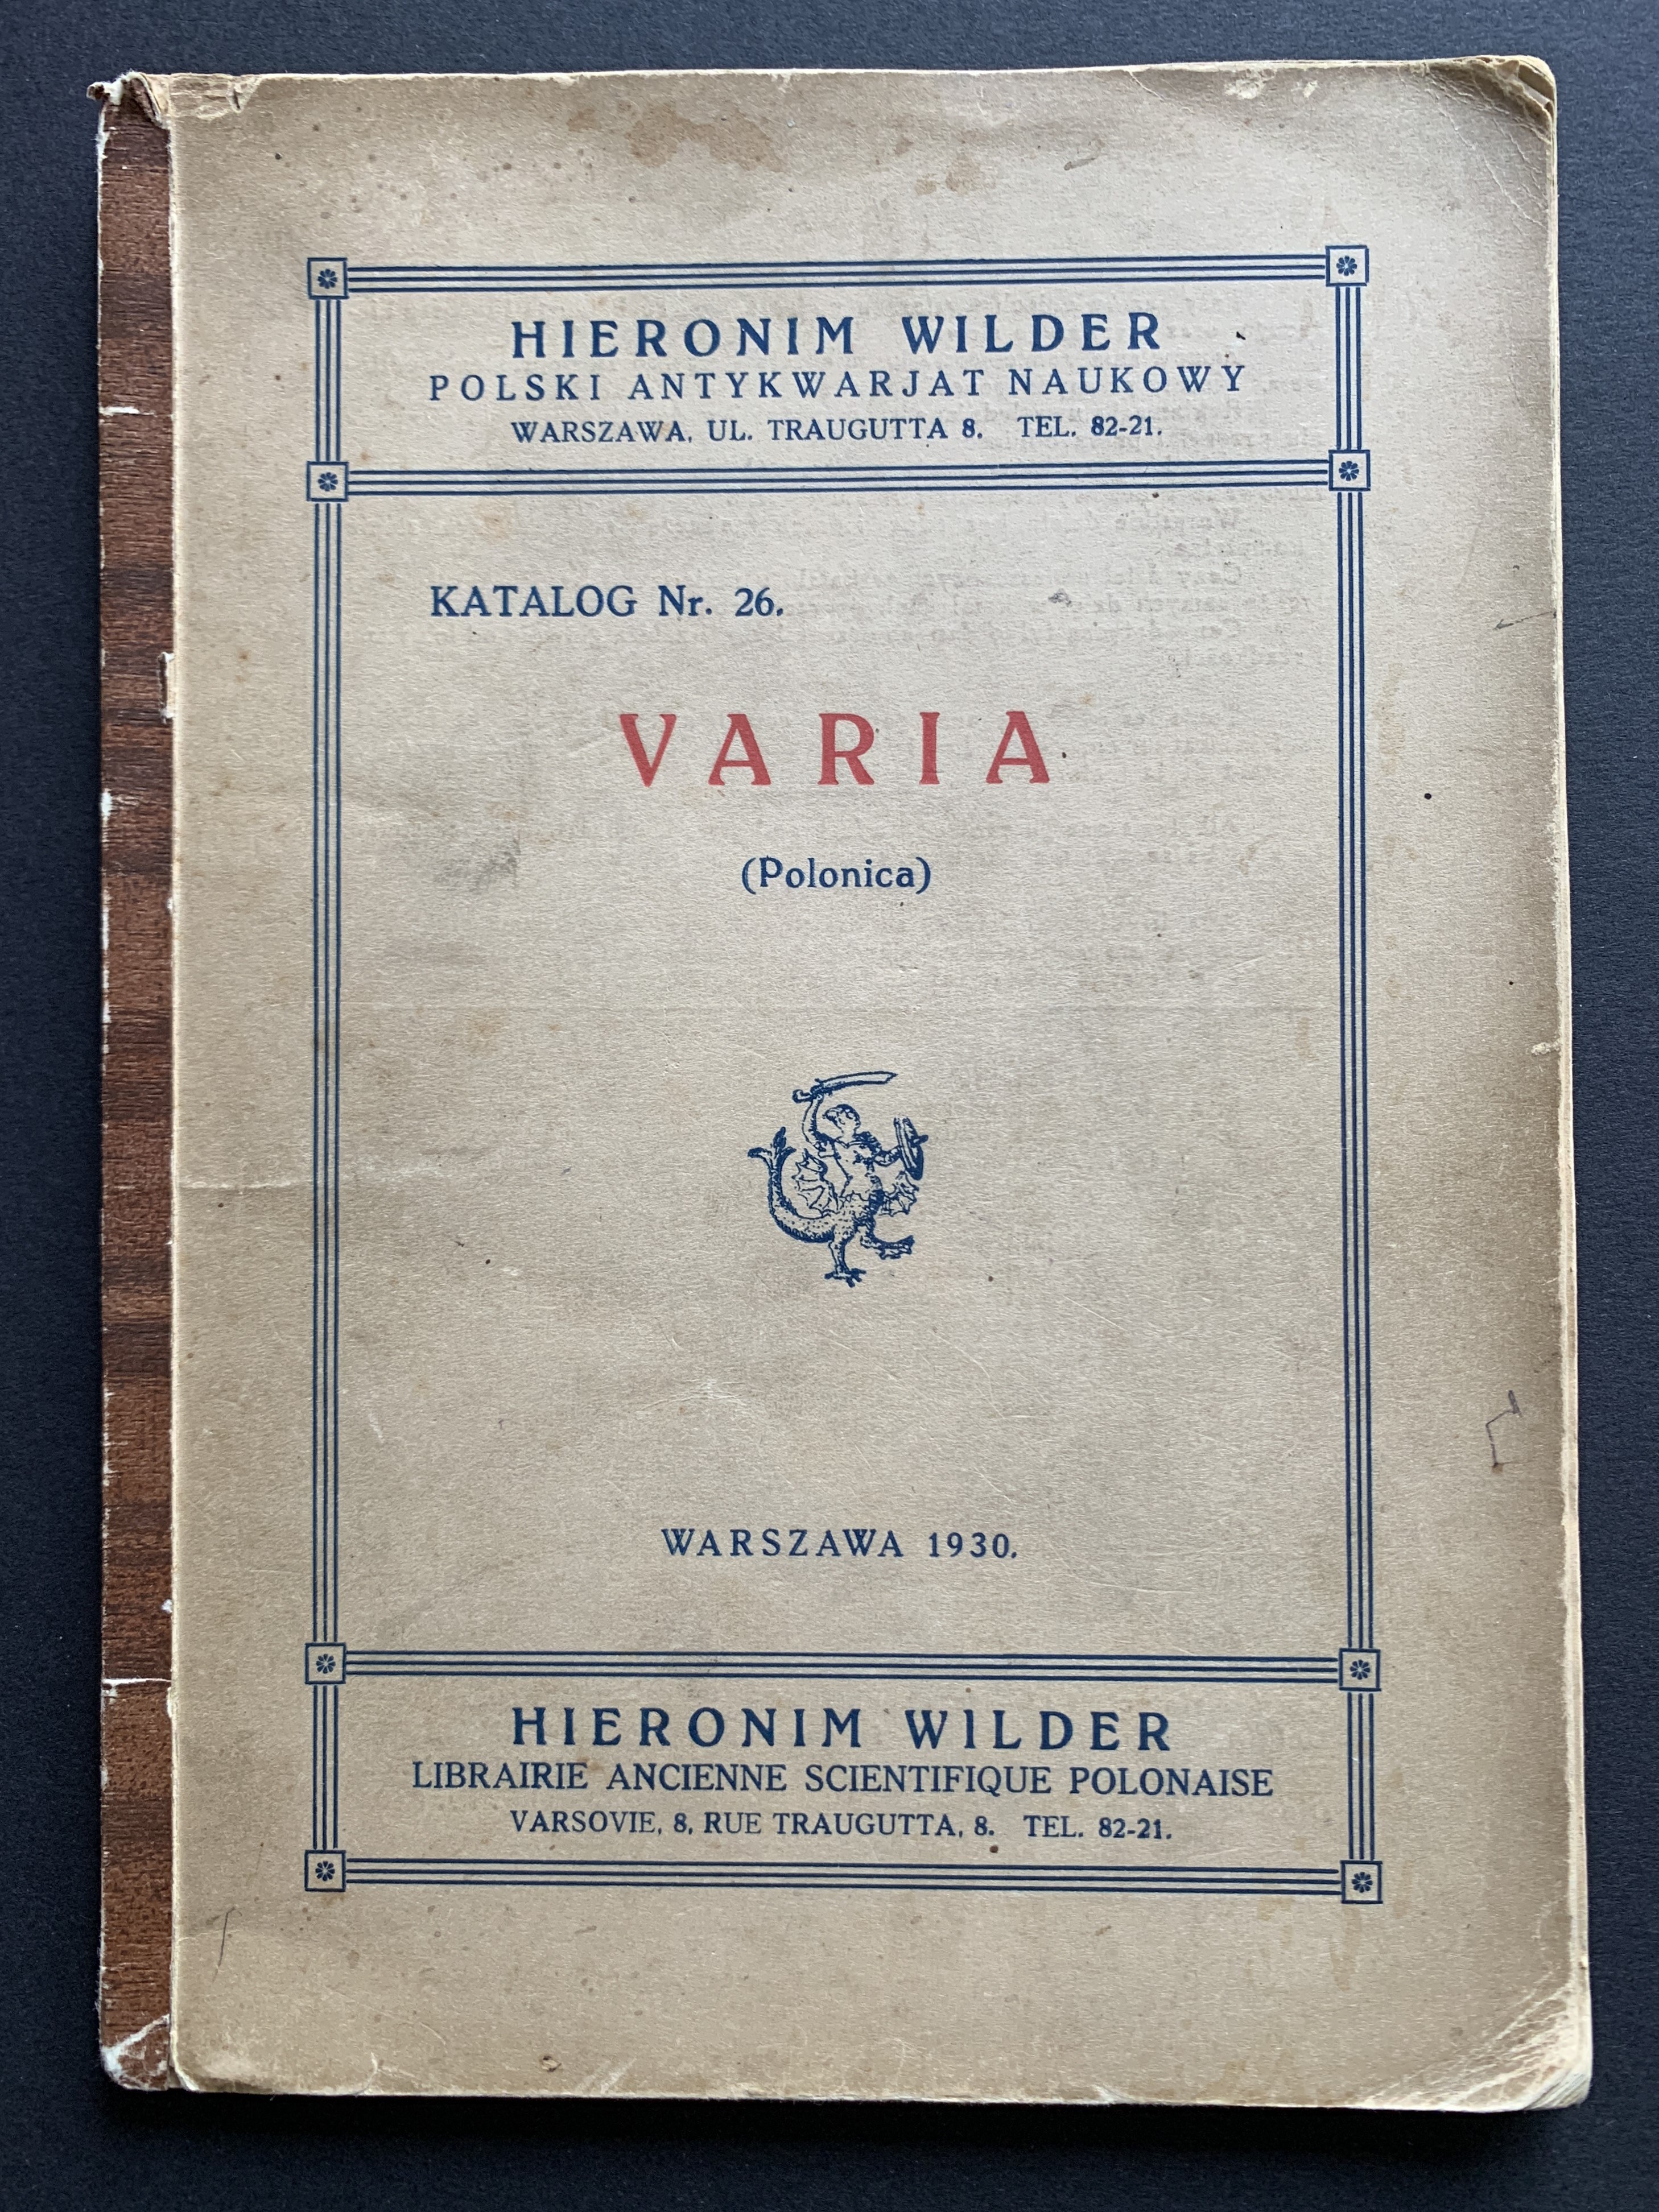 HIERONIM WILDER
POLSKI ANTYKWARJAT NAUKOWY
WARSZAWA, UL. TRAUGUTTA 8. TEL. 82-21.
KATALOG Nr. 26.
VARIA
(Polonica)
WARSZAWA 1930.
HIERONIM WILDER
LIBRAIRIE ANCIENNE SCIENTIFIQUE POLONAISE
VARSOVIE, 8, RUE TRAUGUTTA, 8. TEL. 82-21.